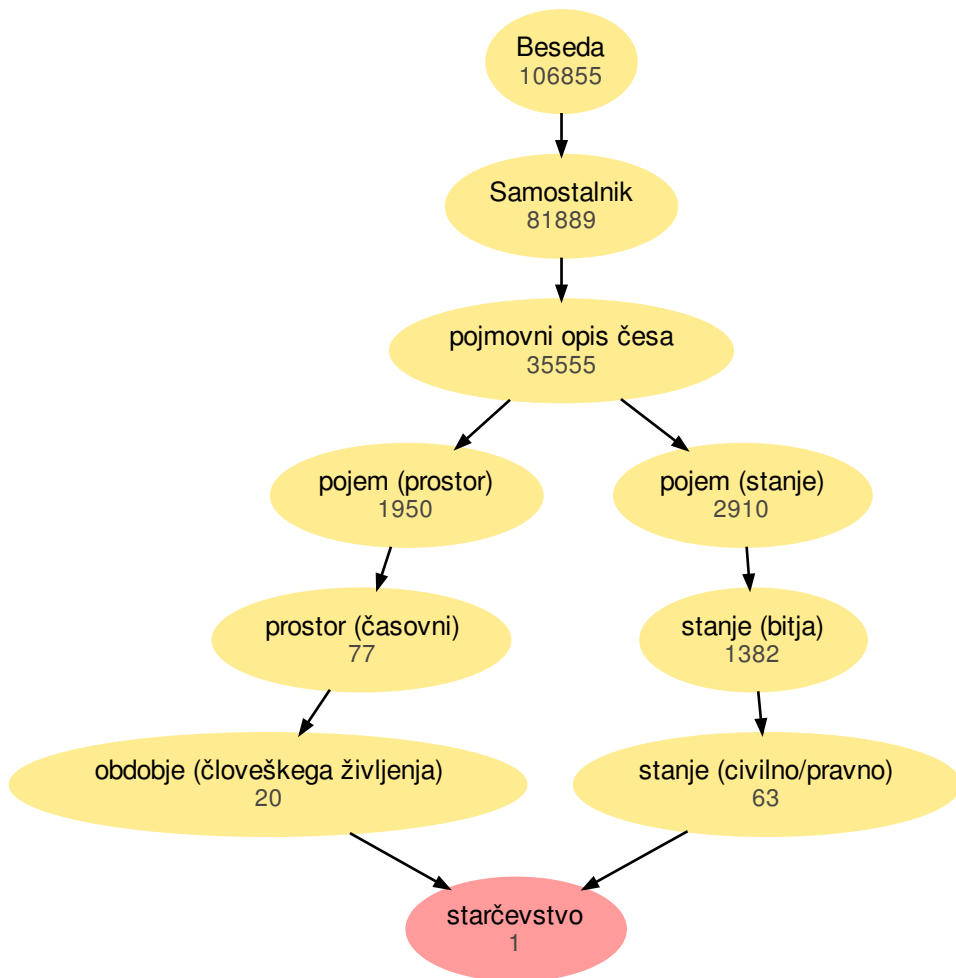 Beseda
106855
Samostalnik
81889
pojmovni opis česa
35555
pojem (prostor)
1950
pojem (stanje)
2910
prostor (časovni)
77
stanje (bitja)
1382
obdobje (človeškega življenja)
20
stanje (civilno/pravno)
63
starčevstvo
1